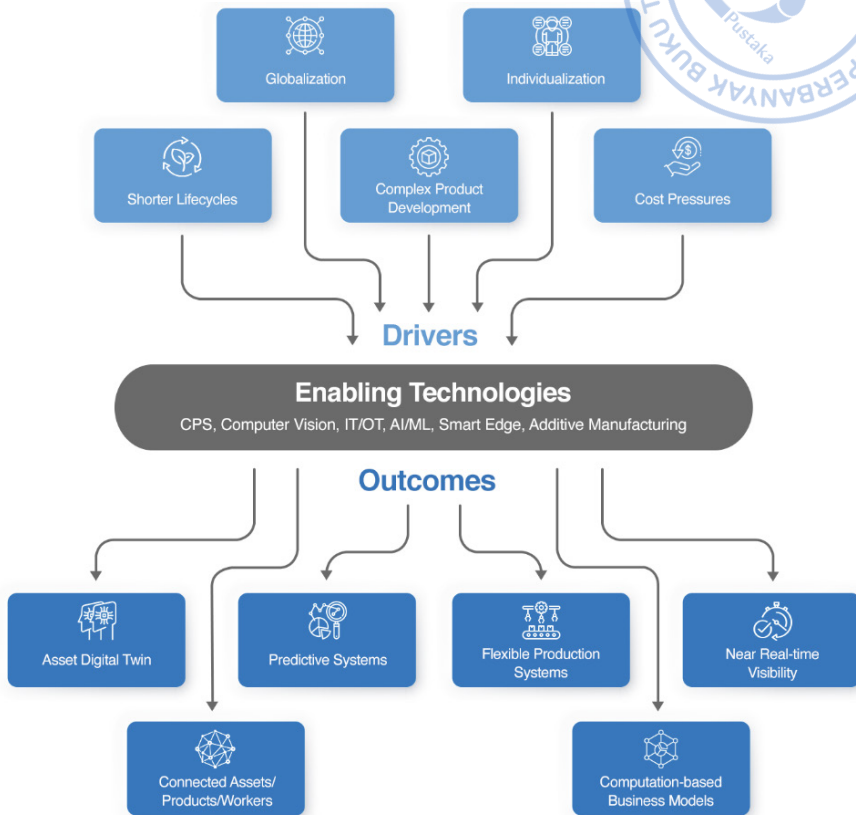 Pustaka
PERBANYAK BUKU T
Globalization
Individualization
Shorter Lifecycles
Complex Product
Development
Cost Pressures
Drivers
Enabling Technologies
CPS, Computer Vision, IT/OT, AI/ML, Smart Edge, Additive Manufacturing
Outcomes
Asset Digital Twin
Predictive Systems
Flexible Production
Systems
Near Real-time
Visibility
Connected Assets/
Products/Workers
Computation-based
Business Models